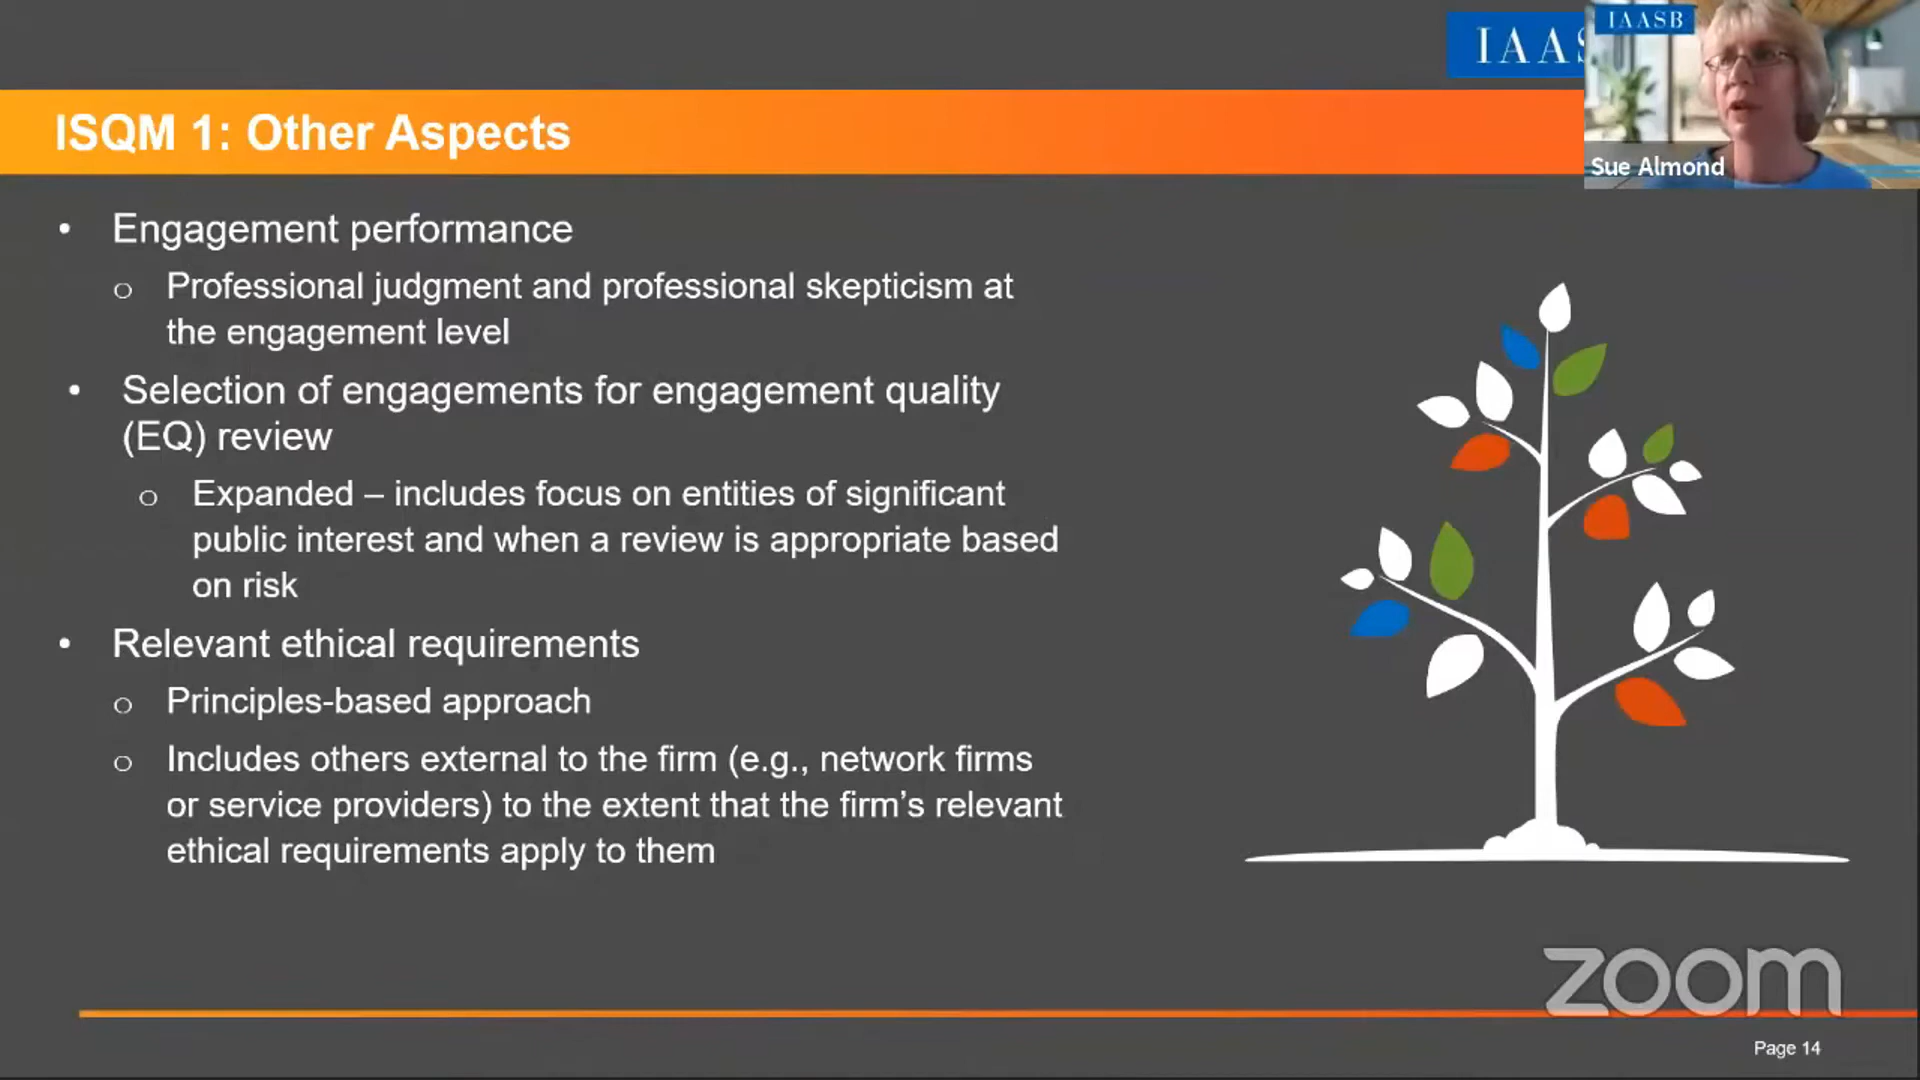 IAAS
IAASB
Sue Almond
ISQM 1: Other Aspects
• Engagement performance
o Professional judgment and professional skepticism at
the engagement level
• Selection of engagements for engagement quality
(EQ) review
o Expanded – includes focus on entities of significant
public interest and when a review is appropriate based
on risk
• Relevant ethical requirements
o Principles-based approach
o Includes others external to the firm (e.g., network firms
or service providers) to the extent that the firm’s relevant
ethical requirements apply to them
zoom
Page 14